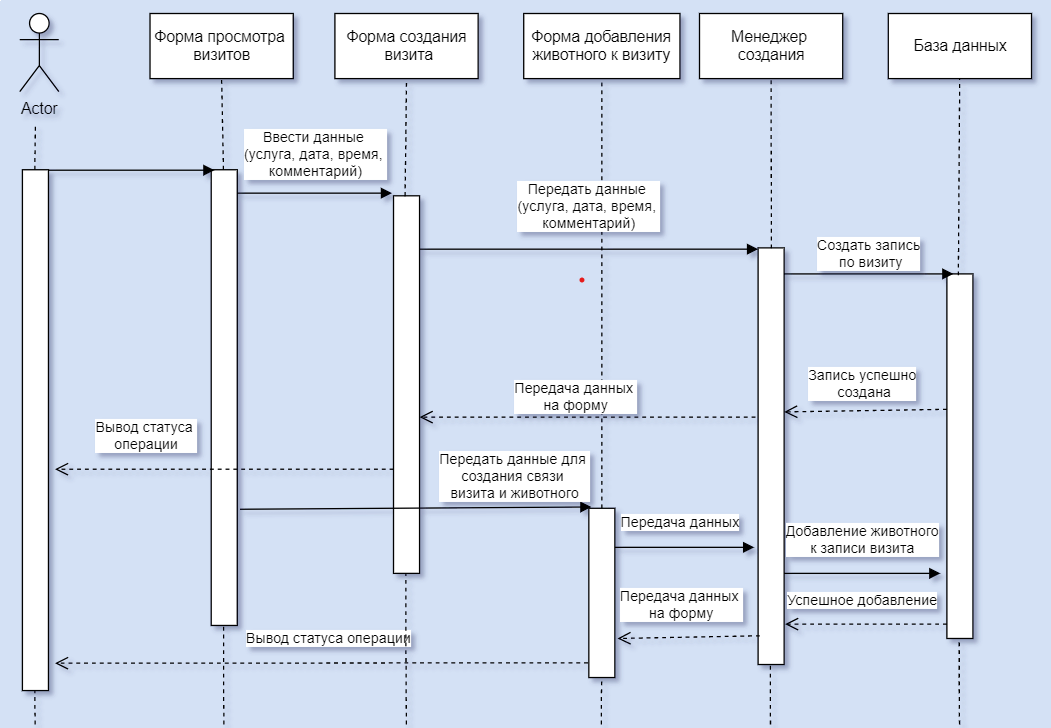 Форма просмотра
визитов
Форма создания
визита
Форма добавления
животного к визиту
Менеджер
создания
База данных
Actor
Ввести данные
(услуга, дата, время,
комментарий)
Передать данные
(услуга, дата, время,
комментарий)
Создать запись
по визиту
Запись успешно
создана
Передача данных
на форму
Вывод статуса
операции
Передать данные для
создания связи
визита и животного
Передача данных
Добавление животного
к записи визита
Успешное добавление
Передача данных
на форму
Вывод статуса операции